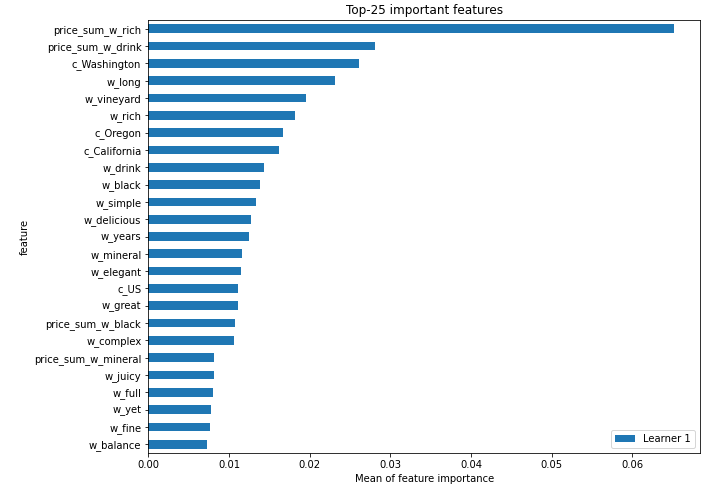 Top-25 important features
feature
price_sum_w_rich
price_sum_w_drink
c_Washington
w_long
w_vineyard
w_rich
c_Oregon
c_California
w_drink
w_black
w_simple
w_delicious
w_years
w_mineral
w_elegant
c_US
w_great
price_sum_w_black
w_complex
price_sum_w_mineral
w_juicy
w_full
w_yet
w_fine
w_balance
Learner 1
0.00 0.01 0.02 0.03 0.04 0.05 0.06
Mean of feature importance